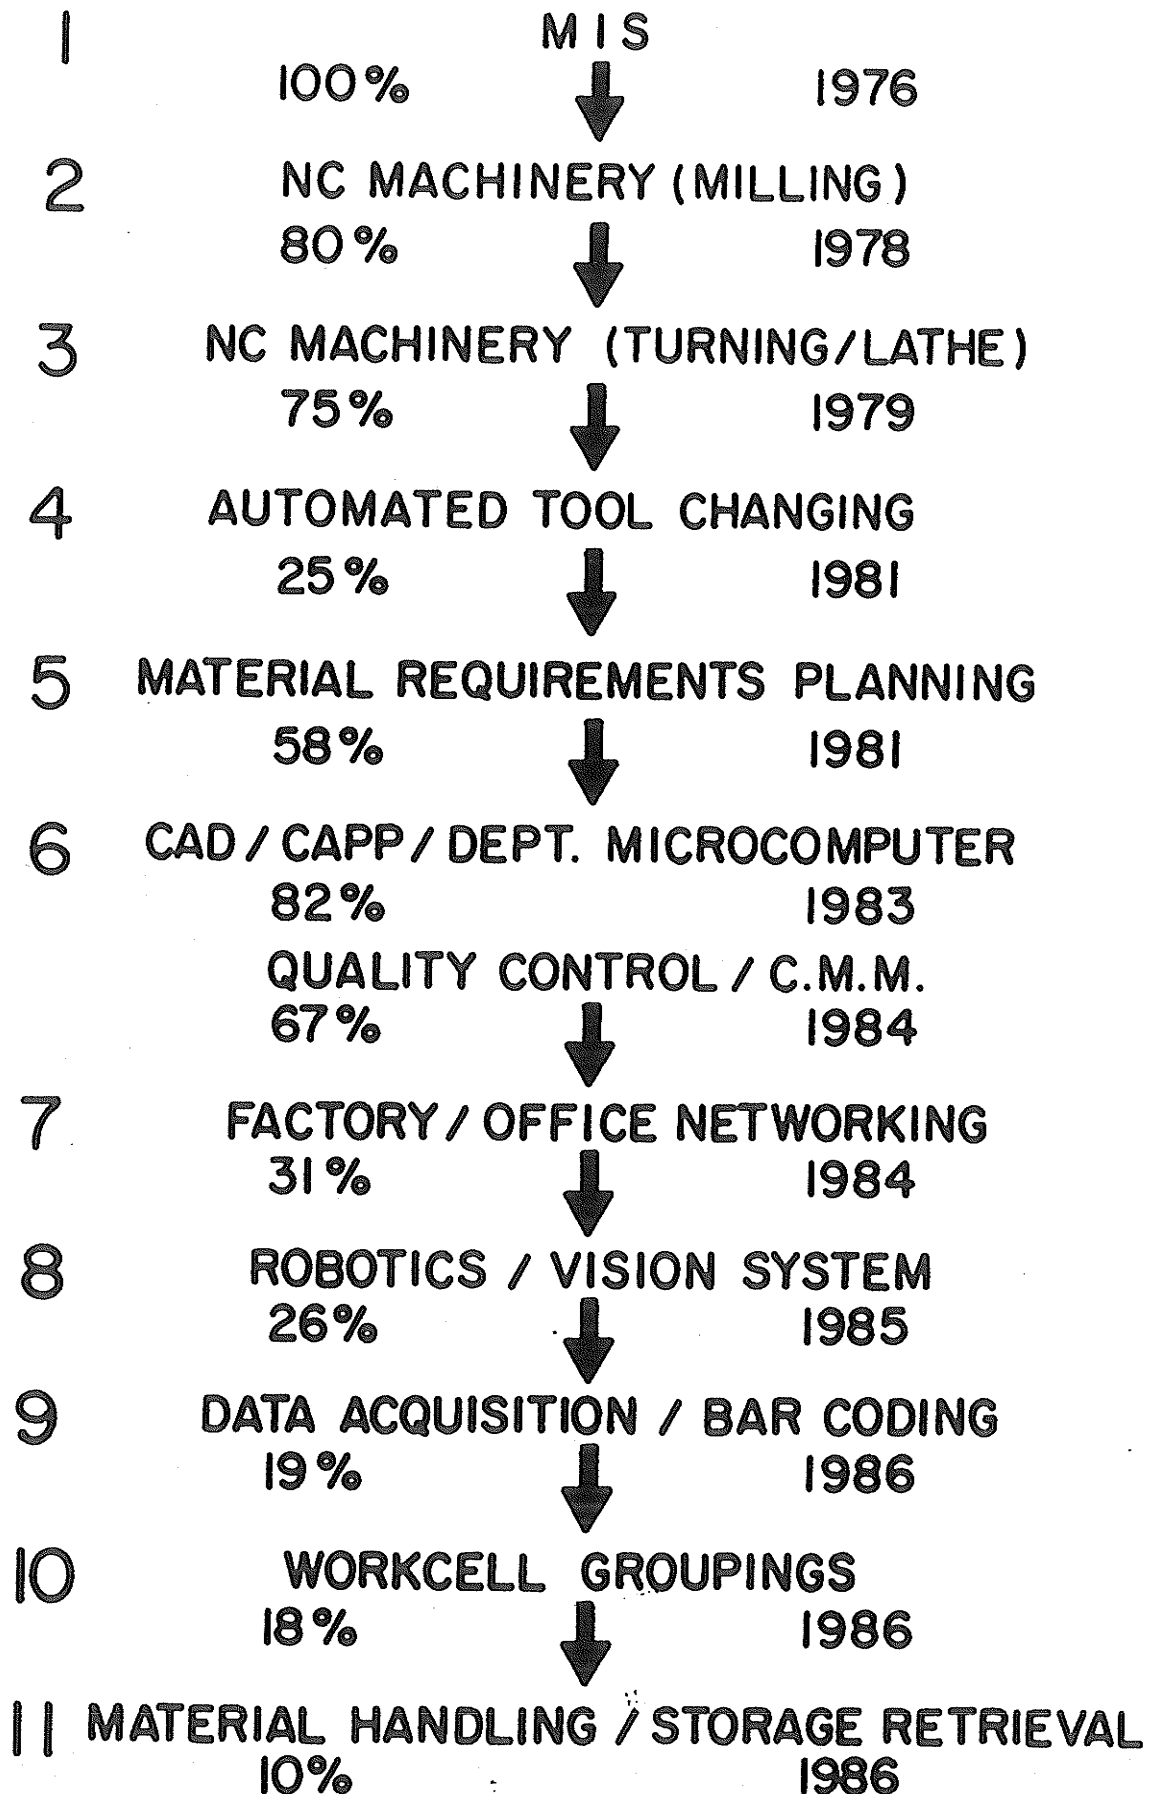 1 MIS
100% 1976
2 NC MACHINERY (MILLING)
80% 1978
3 NC MACHINERY (TURNING/LATHE)
75% 1979
4 AUTOMATED TOOL CHANGING
25% 1981
5 MATERIAL REQUIREMENTS PLANNING
58% 1981
6 CAD/CAPP/DEPT. MICROCOMPUTER
82% 1983
QUALITY CONTROL/C.M.M.
67% 1984
7 FACTORY/OFFICE NETWORKING
31% 1984
8 ROBOTICS / VISION SYSTEM
26% 1985
9 DATA ACQUISITION / BAR CODING
19% 1986
10 WORKCELL GROUPINGS
18% 1986
11 MATERIAL HANDLING /STORAGE RETRIEVAL
10% 1986